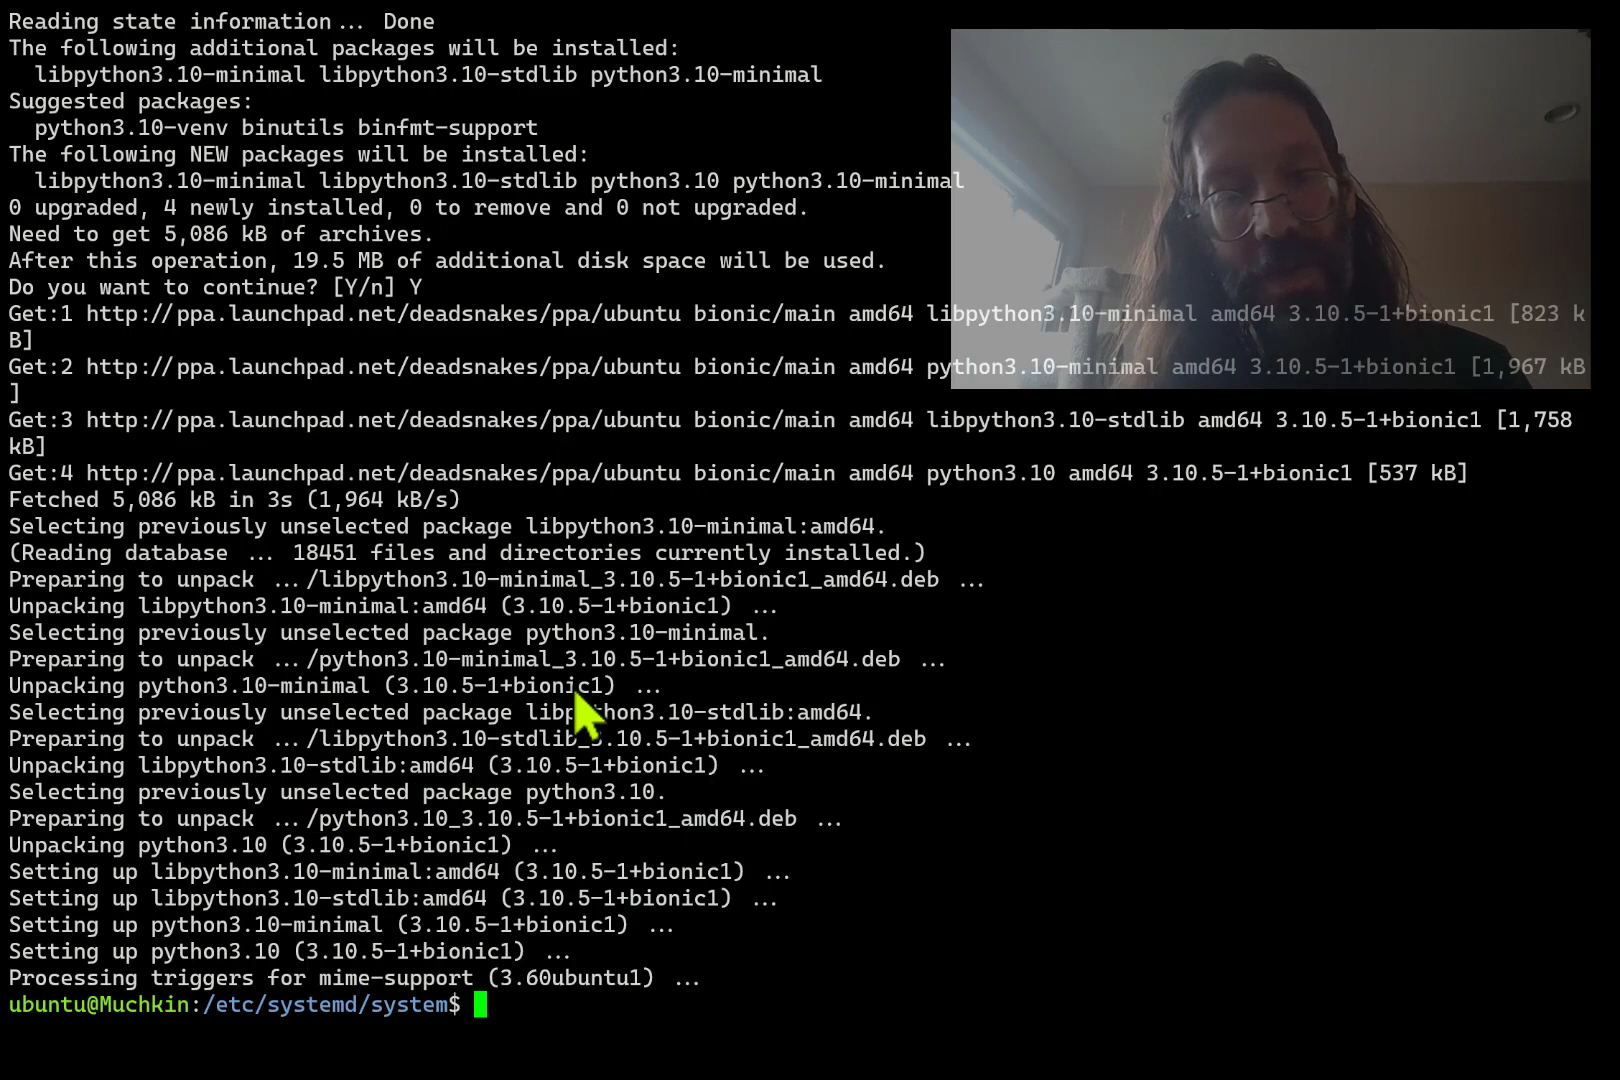 Reading state information ... Done
The following additional packages will be installed:
  libpython3.10-minimal libpython3.10-stdlib python3.10-minimal
Suggested packages:
  python3.10-venv binutils binfmt-support
The following NEW packages will be installed:
  libpython3.10-minimal libpython3.10-stdlib python3.10 python3.10-minimal
0 upgraded, 4 newly installed, 0 to remove and 0 not upgraded.
Need to get 5,086 kB of archives.
After this operation, 19.5 MB of additional disk space will be used.
Do you want to continue? [Y/n] Y
Get:1 http://ppa.launchpad.net/deadsnakes/ppa/ubuntu bionic/main amd64 libpython3.10-minimal amd64 3.10.5-1+bionic1 [823 k
B]
Get:2 http://ppa.launchpad.net/deadsnakes/ppa/ubuntu bionic/main amd64 python3.10-minimal amd64 3.10.5-1+bionic1 [1,967 kB
]
Get:3 http://ppa.launchpad.net/deadsnakes/ppa/ubuntu bionic/main amd64 libpython3.10-stdlib amd64 3.10.5-1+bionic1 [1,758
kB]
Get:4 http://ppa.launchpad.net/deadsnakes/ppa/ubuntu bionic/main amd64 python3.10 amd64 3.10.5-1+bionic1 [537 kB]
Fetched 5,086 kB in 3s (1,964 kB/s)
Selecting previously unselected package libpython3.10-minimal:amd64.
(Reading database ... 18451 files and directories currently installed.)
Preparing to unpack .../libpython3.10-minimal_3.10.5-1+bionic1_amd64.deb ...
Unpacking libpython3.10-minimal:amd64 (3.10.5-1+bionic1) ...
Selecting previously unselected package python3.10-minimal.
Preparing to unpack .../python3.10-minimal_3.10.5-1+bionic1_amd64.deb ...
Unpacking python3.10-minimal (3.10.5-1+bionic1) ...
Selecting previously unselected package libpython3.10-stdlib:amd64.
Preparing to unpack .../libpython3.10-stdlib_3.10.5-1+bionic1_amd64.deb ...
Unpacking libpython3.10-stdlib:amd64 (3.10.5-1+bionic1) ...
Selecting previously unselected package python3.10.
Preparing to unpack .../python3.10_3.10.5-1+bionic1_amd64.deb ...
Unpacking python3.10 (3.10.5-1+bionic1) ...
Setting up libpython3.10-minimal:amd64 (3.10.5-1+bionic1) ...
Setting up libpython3.10-stdlib:amd64 (3.10.5-1+bionic1) ...
Setting up python3.10-minimal (3.10.5-1+bionic1) ...
Setting up python3.10 (3.10.5-1+bionic1) ...
Processing triggers for mime-support (3.60ubuntu1) ...
ubuntu@Muchkin:/etc/systemd/system$